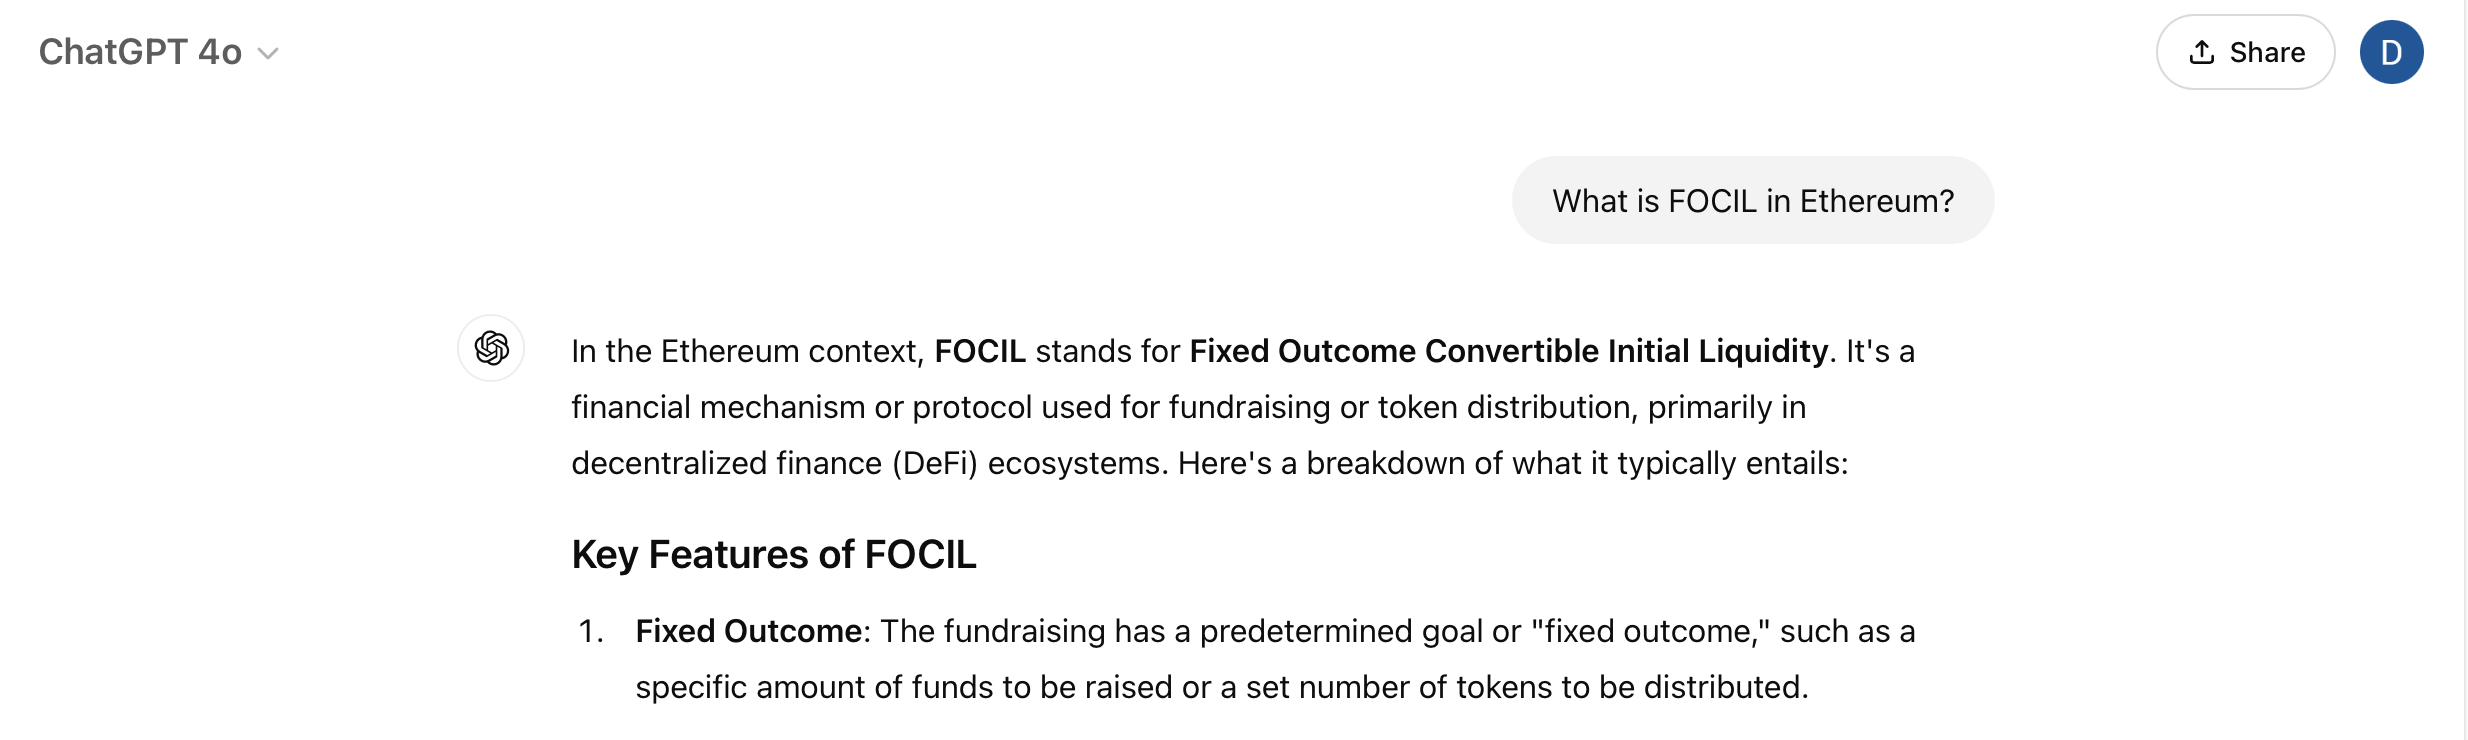 ChatGPT 4o
Share
D
What is FOCIL in Ethereum?
In the Ethereum context, FOCIL stands for Fixed Outcome Convertible Initial Liquidity. It's a
financial mechanism or protocol used for fundraising or token distribution, primarily in
decentralized finance (DeFi) ecosystems. Here's a breakdown of what it typically entails:
Key Features of FOCIL
1. Fixed Outcome: The fundraising has a predetermined goal or "fixed outcome," such as a
specific amount of funds to be raised or a set number of tokens to be distributed.